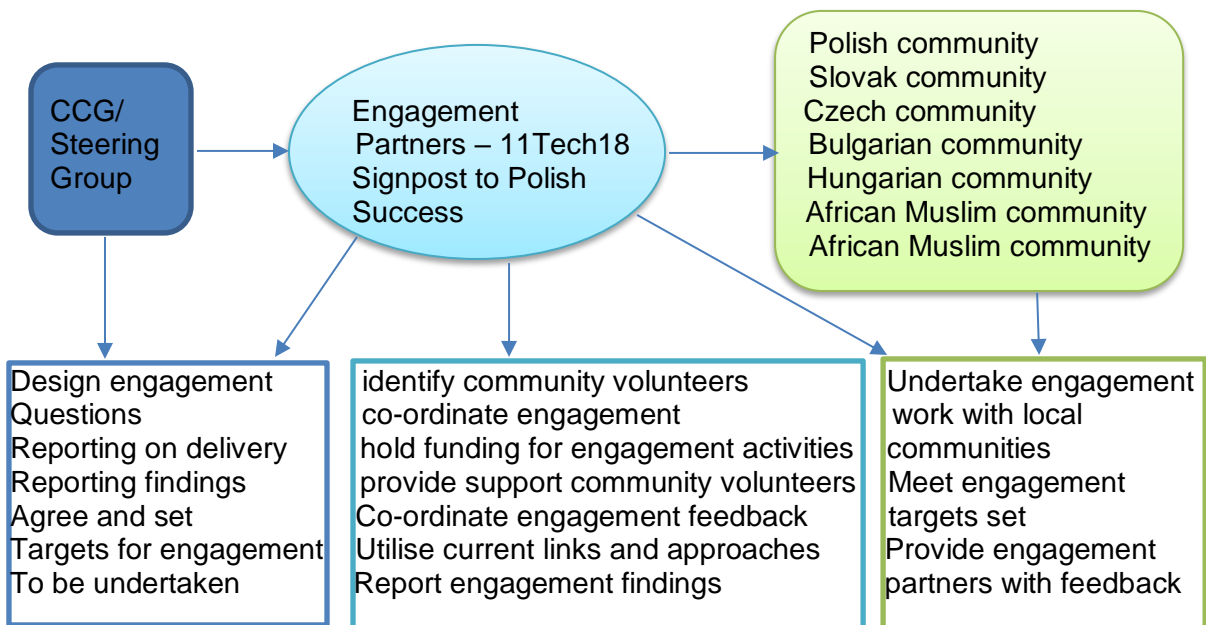 CCG/
Steering
Group
Engagement
Partners – 11Tech18
Signpost to Polish
Success
Polish community
Slovak community
Czech community
Bulgarian community
Hungarian community
African Muslim community
African Muslim community
Design engagement
Questions
Reporting on delivery
Reporting findings
Agree and set
Targets for engagement
To be undertaken
identify community volunteers
co-ordinate engagement
hold funding for engagement activities
provide support community volunteers
Co-ordinate engagement feedback
Utilise current links and approaches
Report engagement findings
Undertake engagement
work with local
communities
Meet engagement
targets set
Provide engagement
partners with feedback